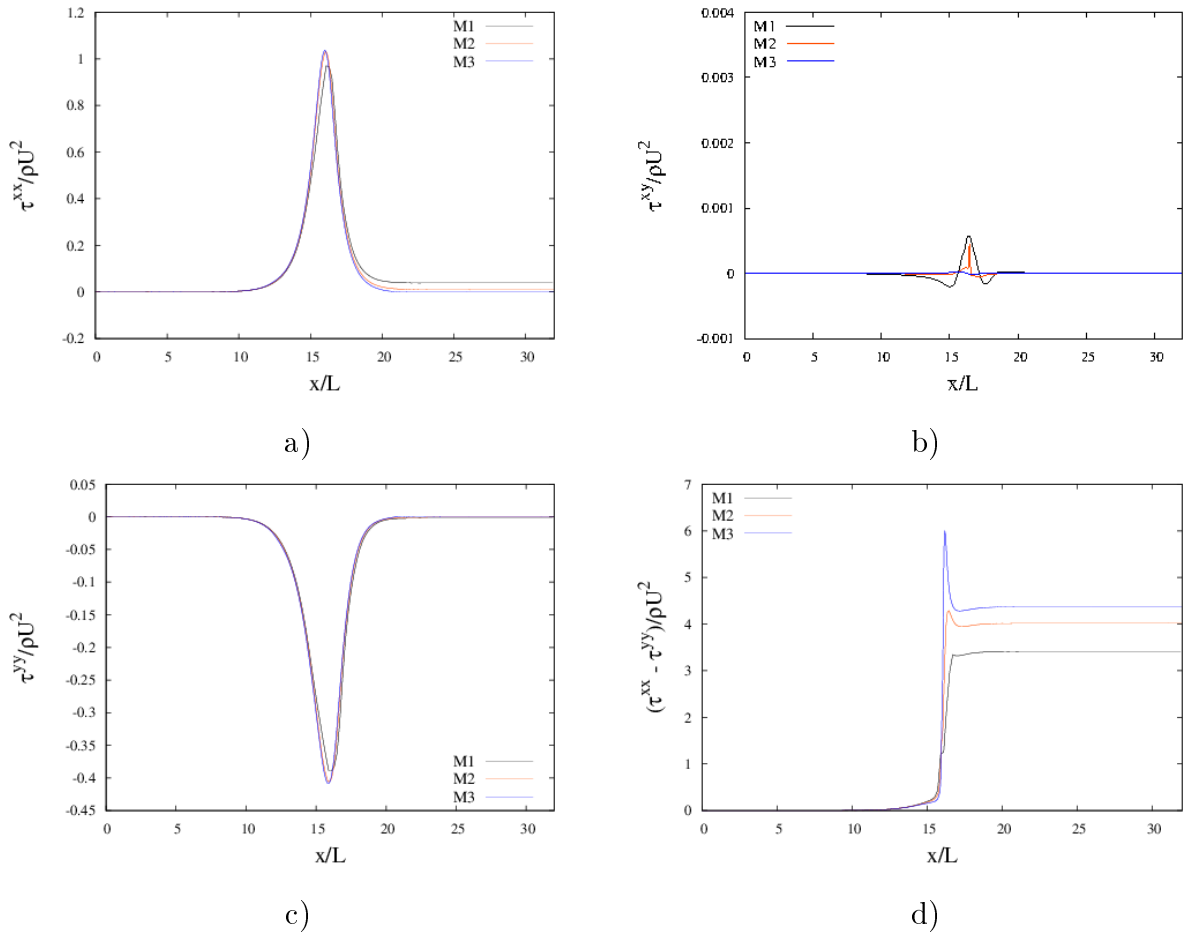 1.2
1
0.8
0.6
0.4
0.2
0
-0.2
0 5 10 15 20 25 30
x/L
τ^xx/ρU^2
M1
M2
M3
a)
0.004
0.003
0.002
0.001
0
-0.001
0 5 10 15 20 25 30
x/L
τ^xy/ρU^2
M1
M2
M3
b)
0.05
0
-0.05
-0.1
-0.15
-0.2
-0.25
-0.3
-0.35
-0.4
-0.45
0 5 10 15 20 25 30
x/L
τ^yy/ρU^2
M1
M2
M3
c)
7
6
5
4
3
2
1
0
0 5 10 15 20 25 30
x/L
(τ^xx - τ^yy)/ρU^2
M1
M2
M3
d)